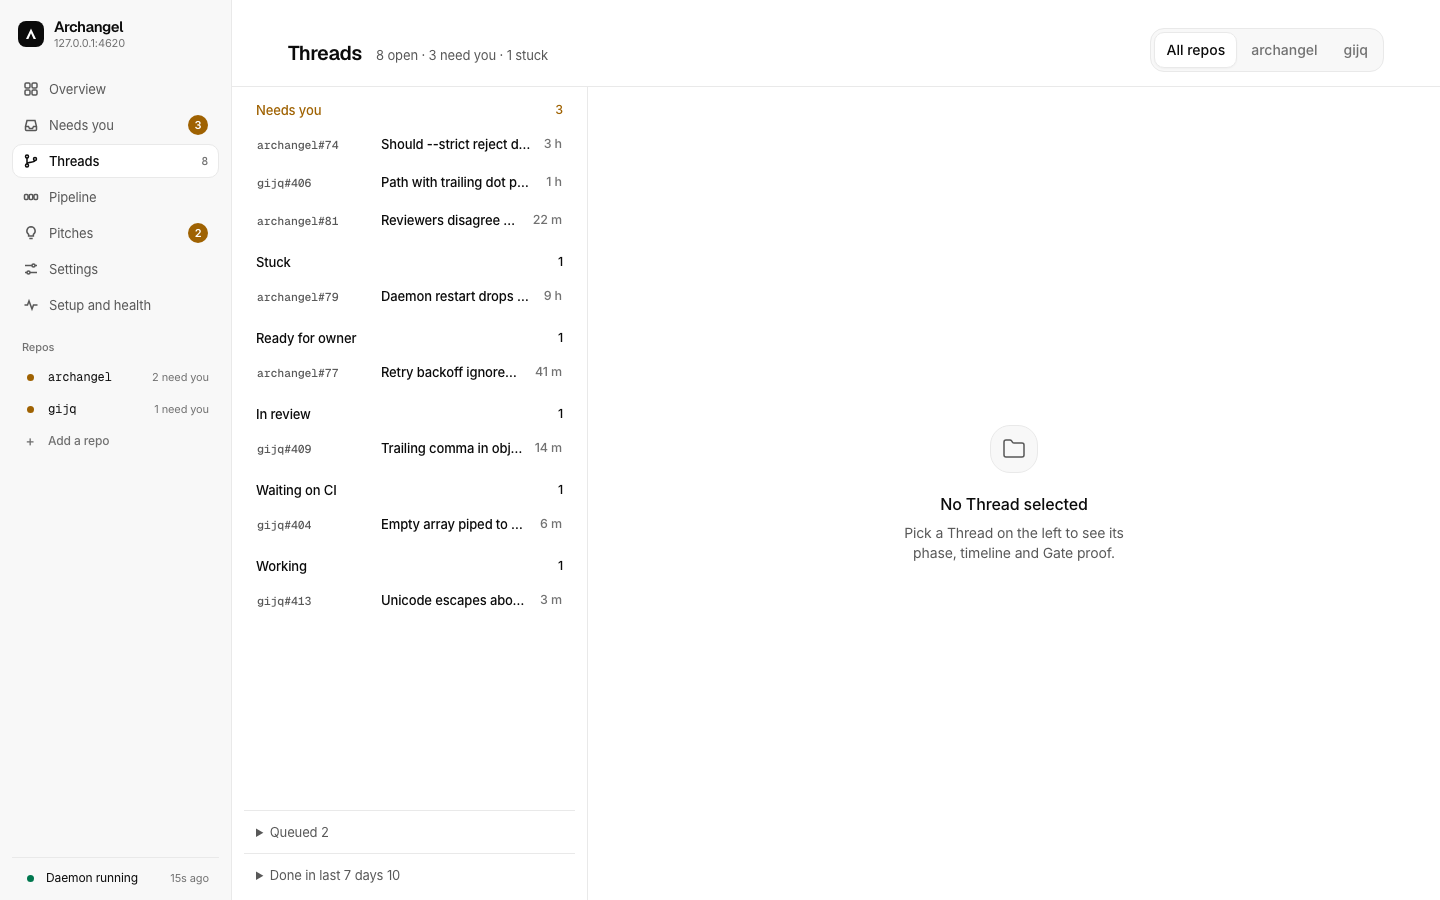 Archangel
127.0.0.1:4620
Overview
Needs you 3
Threads 8
Pipeline
Pitches 2
Settings
Setup and health
Repos
archangel 2 need you
gijq 1 need you
+ Add a repo
Daemon running 15s ago
Threads 8 open · 3 need you · 1 stuck
All repos archangel gijq
Needs you 3
archangel#74 Should --strict reject d... 3 h
gijq#406 Path with trailing dot p... 1 h
archangel#81 Reviewers disagree ... 22 m
Stuck 1
archangel#79 Daemon restart drops ... 9 h
Ready for owner 1
archangel#77 Retry backoff ignore... 41 m
In review 1
gijq#409 Trailing comma in obj... 14 m
Waiting on CI 1
gijq#404 Empty array piped to ... 6 m
Working 1
gijq#413 Unicode escapes abo... 3 m
Queued 2
Done in last 7 days 10
No Thread selected
Pick a Thread on the left to see its
phase, timeline and Gate proof.